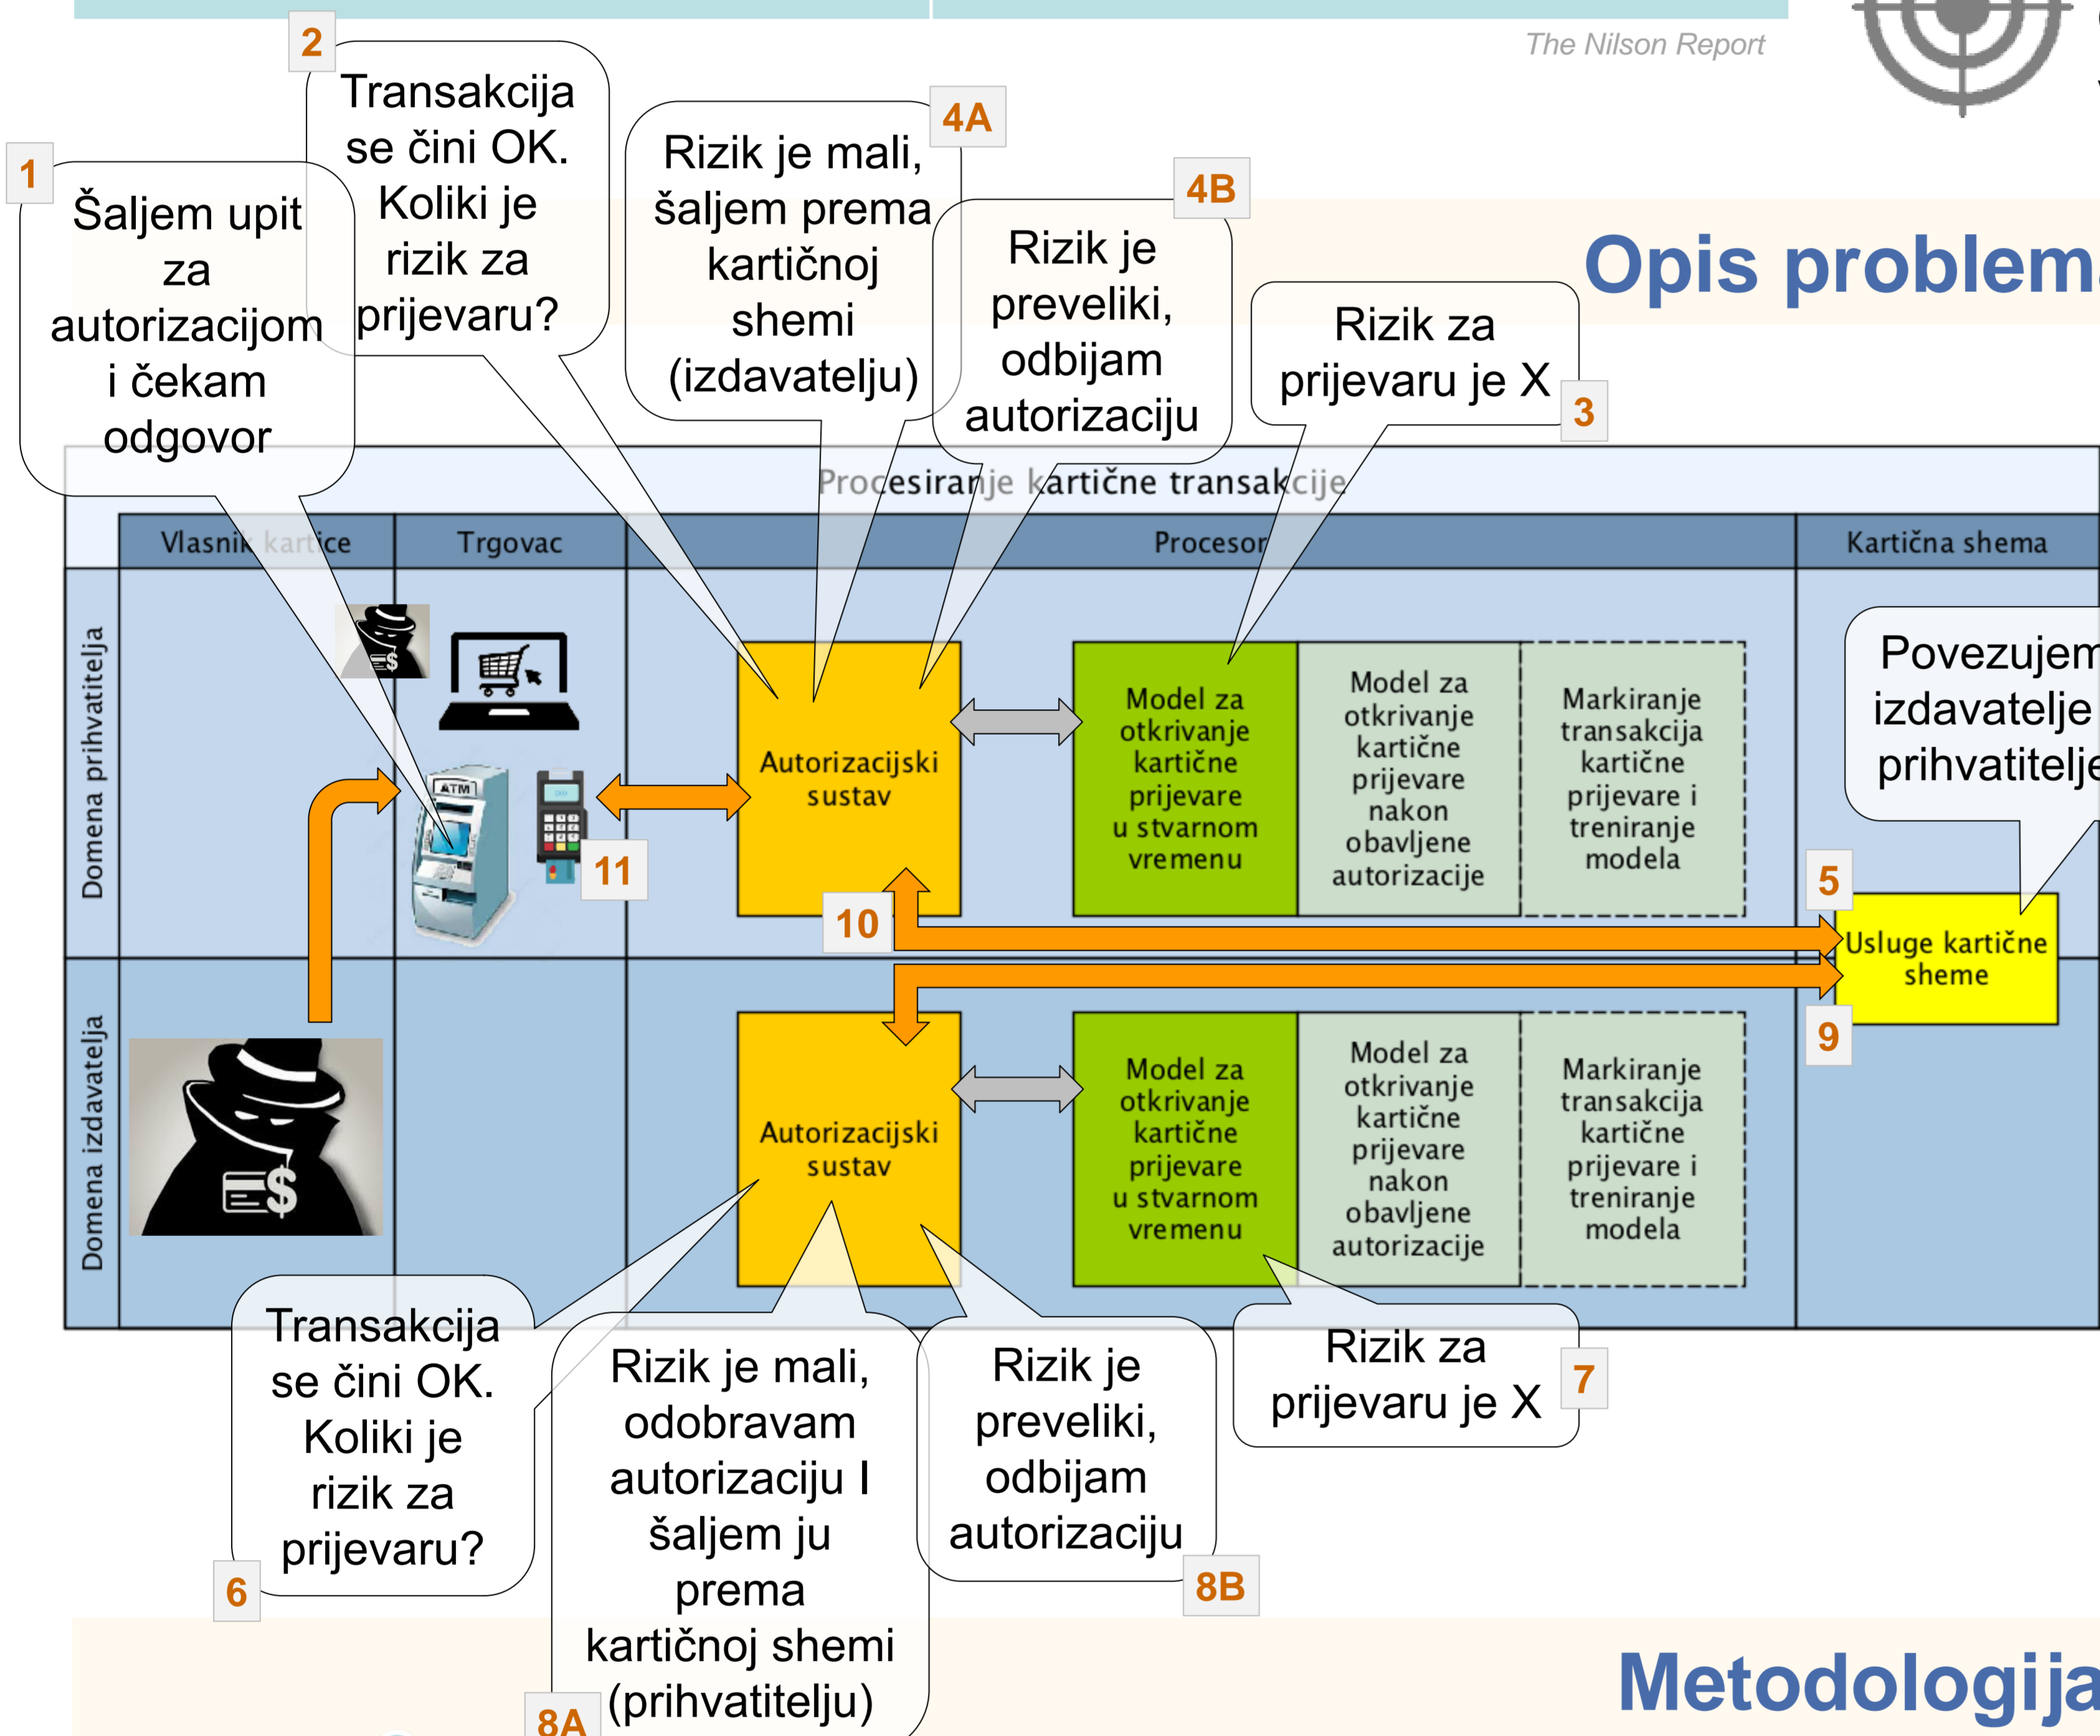 The Nilson Report
Opis problema
1
Šaljem upit
za
autorizacijom
i čekam
odgovor
2
Transakcija
se čini OK.
Koliki je
rizik za
prijevaru?
4A
Rizik je mali,
šaljem prema
kartičnoj
shemi
(izdavatelju)
4B
Rizik je
preveliki,
odbijam
autorizaciju
Rizik za
prijevaru je X
3
Procesiranje kartične transakcije
Vlasnik kartice
Trgovac
Procesor
Kartična shema
Domena prihvatitelja
ATM
11
Autorizacijski
sustav
10
Model za
otkrivanje
kartične
prijevare
u stvarnom
vremenu
Model za
otkrivanje
kartične
prijevare
nakon
obavljene
autorizacije
Markiranje
transakcija
kartične
prijevare i
treniranje
modela
Povezujem
izdavatelje
prihvatitelje
5
Usluge kartične
sheme
9
Domena izdavatelja
$
Autorizacijski
sustav
Model za
otkrivanje
kartične
prijevare
u stvarnom
vremenu
Model za
otkrivanje
kartične
prijevare
nakon
obavljene
autorizacije
Markiranje
transakcija
kartične
prijevare i
treniranje
modela
Transakcija
se čini OK.
Koliki je
rizik za
prijevaru?
6
Rizik je mali,
odobravam
autorizaciju I
šaljem ju
prema
kartičnoj shemi
(prihvatitelju)
8A
Rizik je
preveliki,
odbijam
autorizaciju
8B
Rizik za
prijevaru je X
7
Metodologija